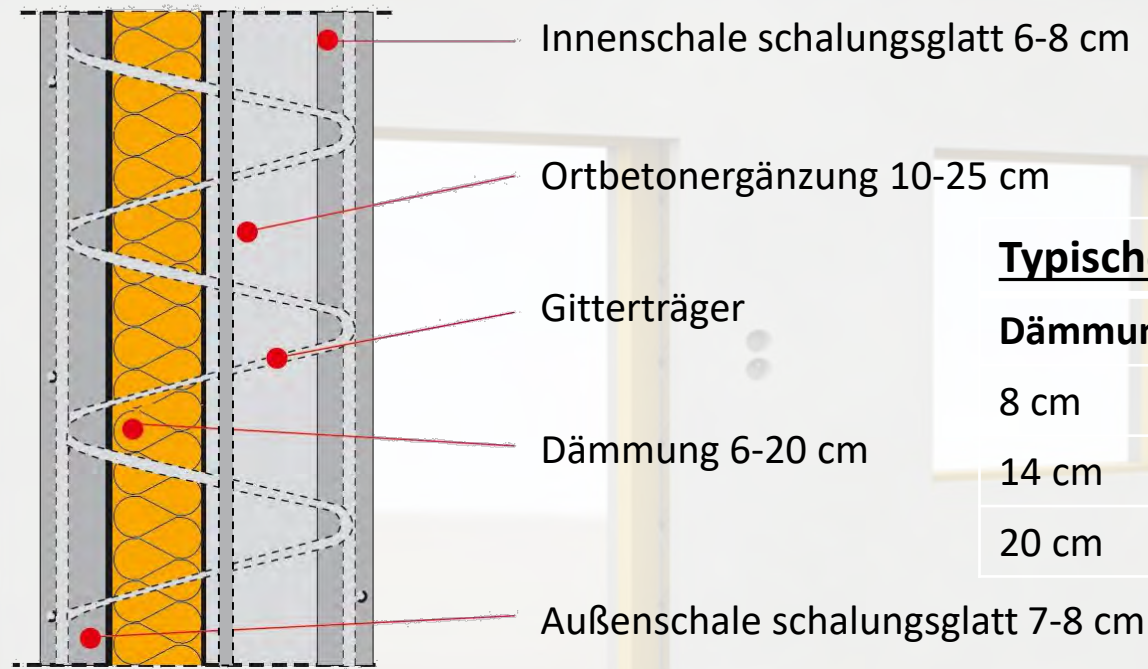 Innenschale schalungsglatt 6-8 cm
Ortbetonergänzung 10-25 cm
Gitterträger
Dämmung 6-20 cm
Außenschale schalungsglatt 7-8 cm
Typisch
Dämmun
8 cm
14 cm
20 cm